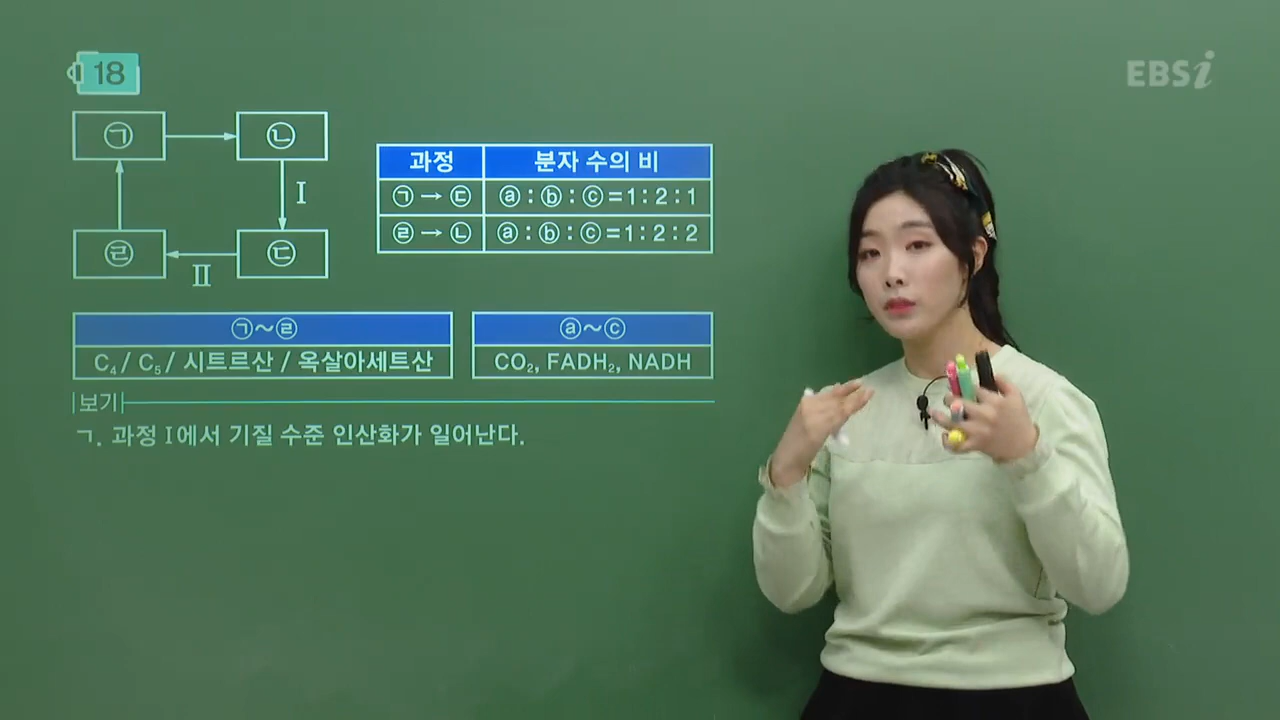 18
EBSi
㉠
㉡
Ⅰ
㉣
㉢
Ⅱ
과정 분자 수의 비
㉠ → ㉢ ⓐ : ⓑ : ⓒ = 1 : 2 : 1
㉣ → ㉡ ⓐ : ⓑ : ⓒ = 1 : 2 : 2
㉠~㉣
C₄ / C₅ / 시트르산 / 옥살아세트산
ⓐ~ⓒ
CO₂, FADH₂, NADH
보기
ㄱ. 과정 Ⅰ에서 기질 수준 인산화가 일어난다.